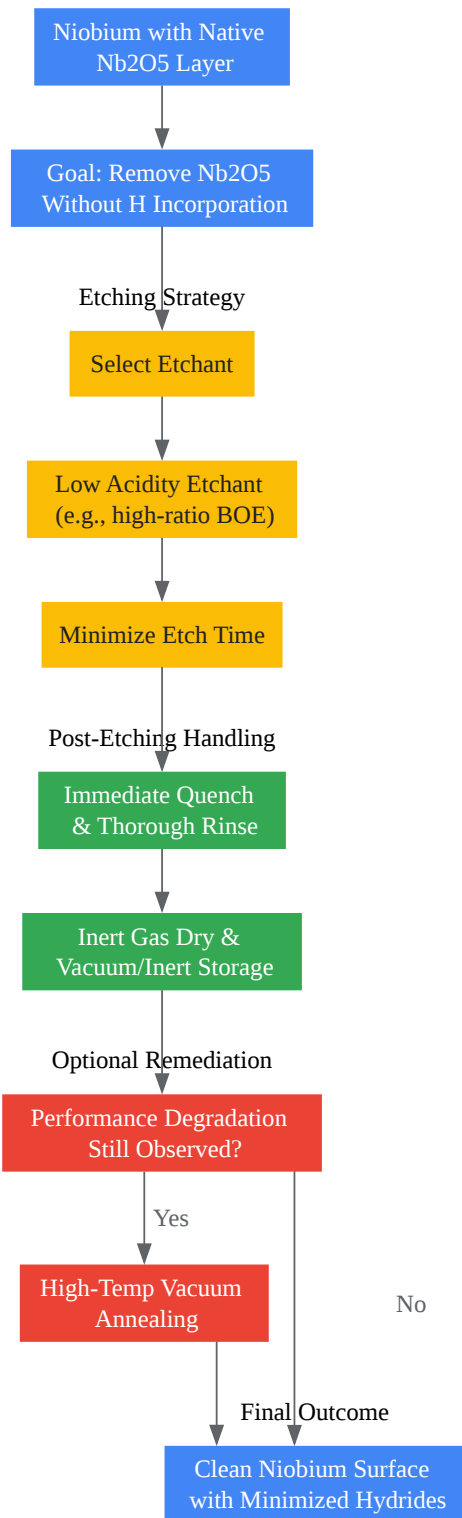 Niobium with Native
Nb2O5 Layer
Goal: Remove Nb2O5
Without H Incorporation
Etching Strategy
Select Etchant
Low Acidity Etchant
(e.g., high-ratio BOE)
Minimize Etch Time
Post-Etching Handling
Immediate Quench
& Thorough Rinse
Inert Gas Dry &
Vacuum/Inert Storage
Optional Remediation
Performance Degradation
Still Observed?
Yes
High-Temp Vacuum
Annealing
No
Final Outcome
Clean Niobium Surface
with Minimized Hydrides